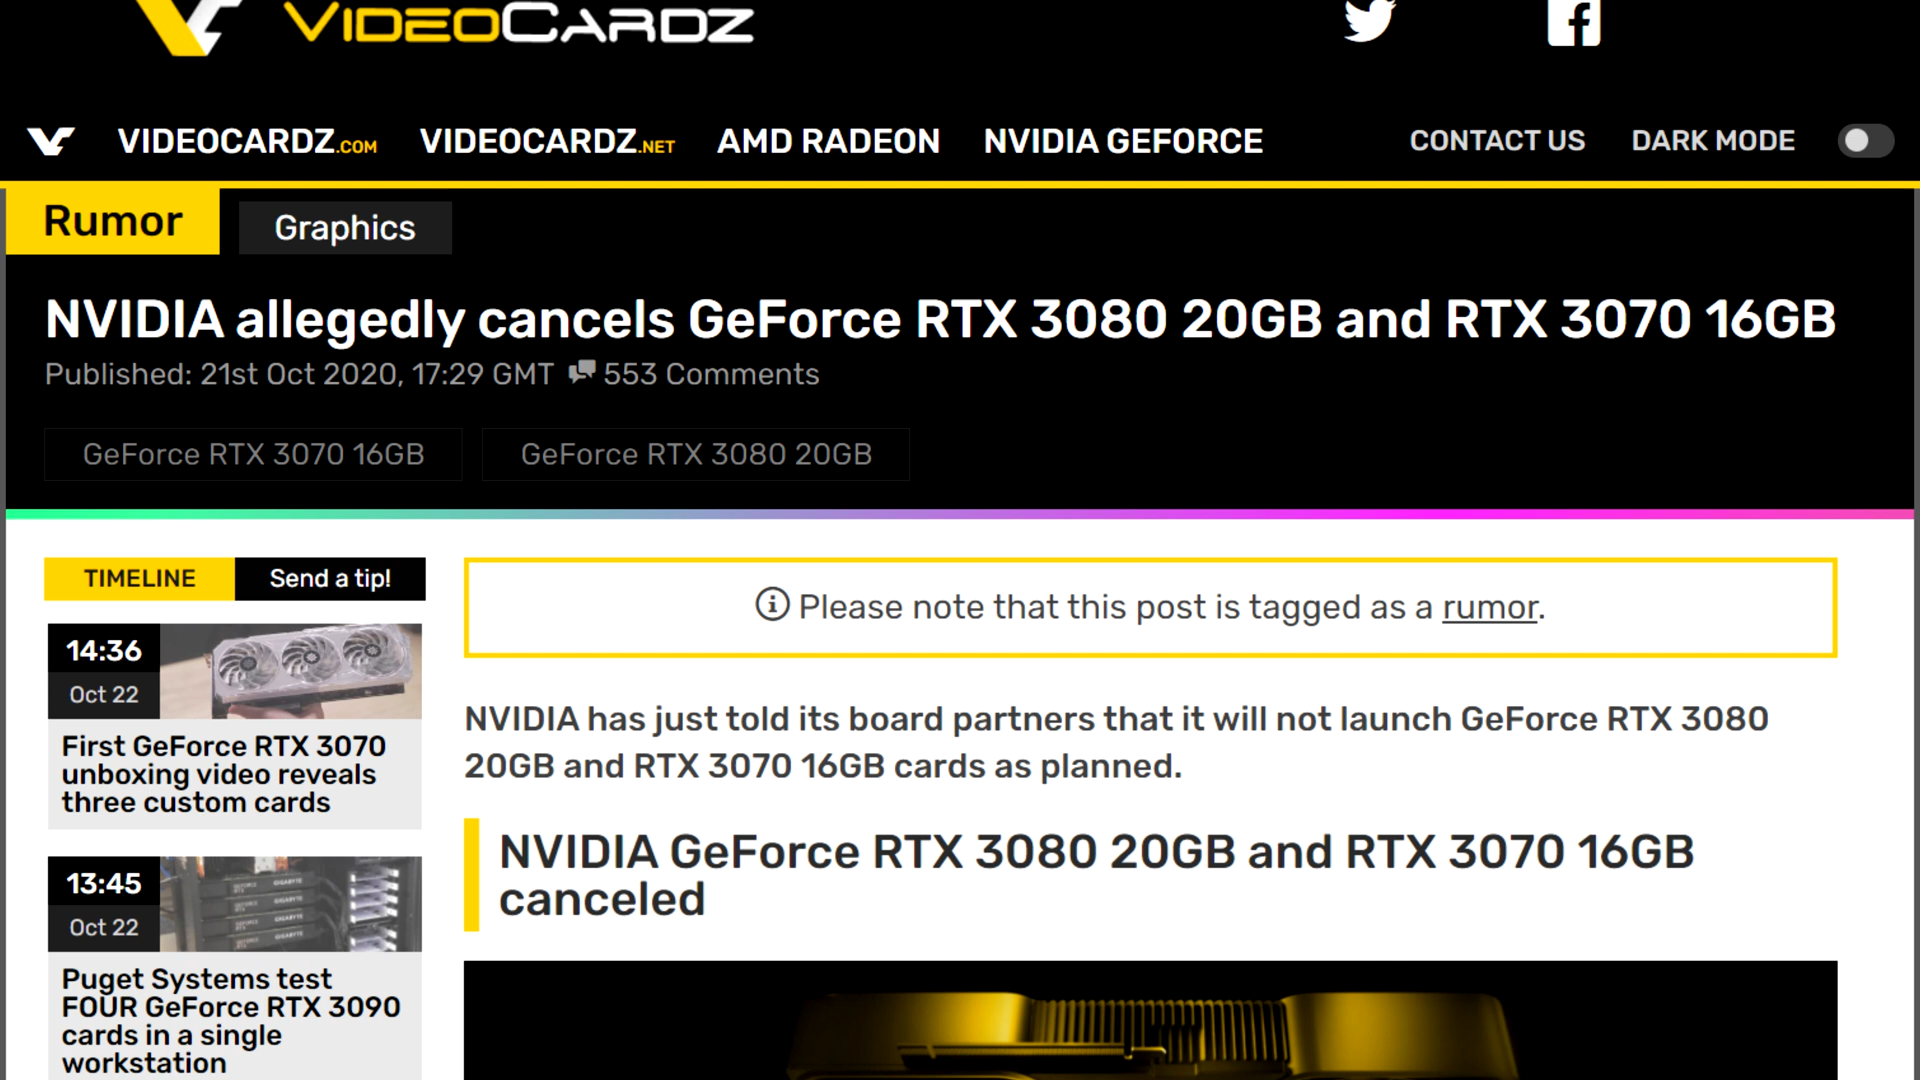 VIDEOCARDZ
VIDEOCARDZ.COM VIDEOCARDZ.NET AMD RADEON NVIDIA GEFORCE CONTACT US DARK MODE
Rumor Graphics
NVIDIA allegedly cancels GeForce RTX 3080 20GB and RTX 3070 16GB
Published: 21st Oct 2020, 17:29 GMT 553 Comments
GeForce RTX 3070 16GB GeForce RTX 3080 20GB
TIMELINE Send a tip!
14:36
Oct 22
First GeForce RTX 3070
unboxing video reveals
three custom cards
13:45
Oct 22
Puget Systems test
FOUR GeForce RTX 3090
cards in a single
workstation
Please note that this post is tagged as a rumor.
NVIDIA has just told its board partners that it will not launch GeForce RTX 3080
20GB and RTX 3070 16GB cards as planned.
NVIDIA GeForce RTX 3080 20GB and RTX 3070 16GB
canceled